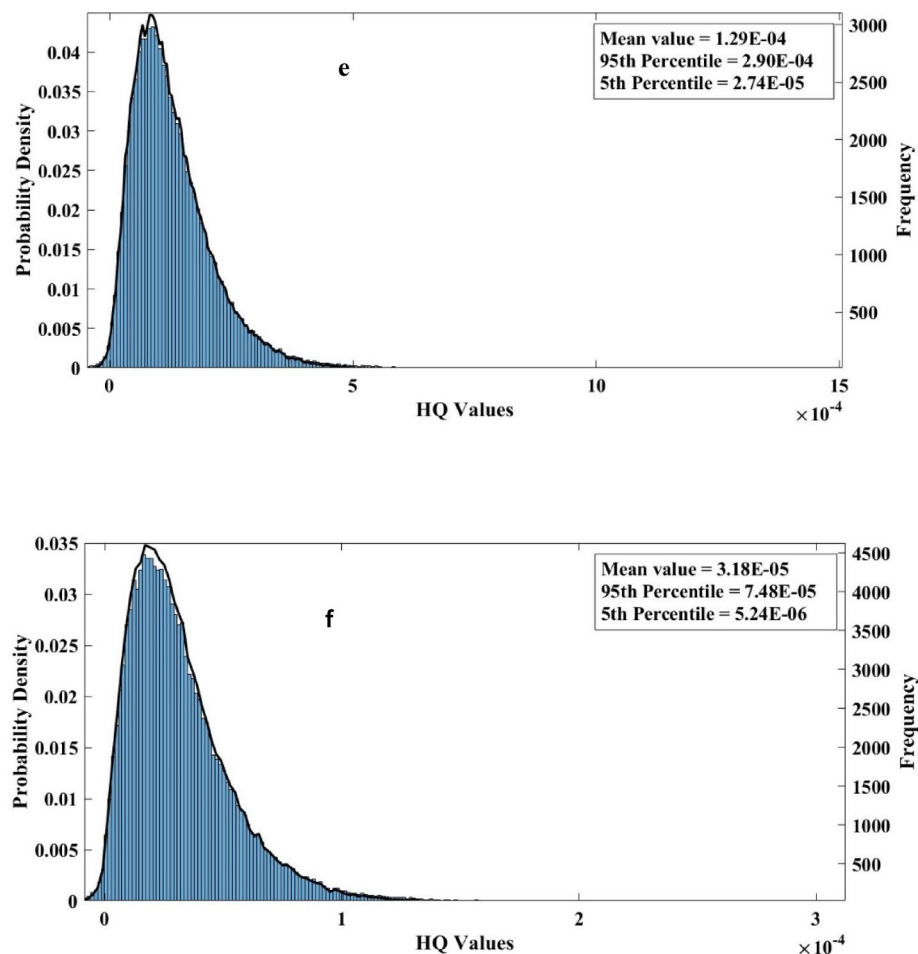 e
Mean value = 1.29E-04
95th Percentile = 2.90E-04
5th Percentile = 2.74E-05
Probability Density
0.04
0.035
0.03
0.025
0.02
0.015
0.01
0.005
0
Frequency
3000
2500
2000
1500
1000
500
0 5 10 15
HQ Values
×10-4
f
Mean value = 3.18E-05
95th Percentile = 7.48E-05
5th Percentile = 5.24E-06
Probability Density
0.035
0.03
0.025
0.02
0.015
0.01
0.005
0
Frequency
4500
4000
3500
3000
2500
2000
1500
1000
500
0 1 2 3
HQ Values
×10-4